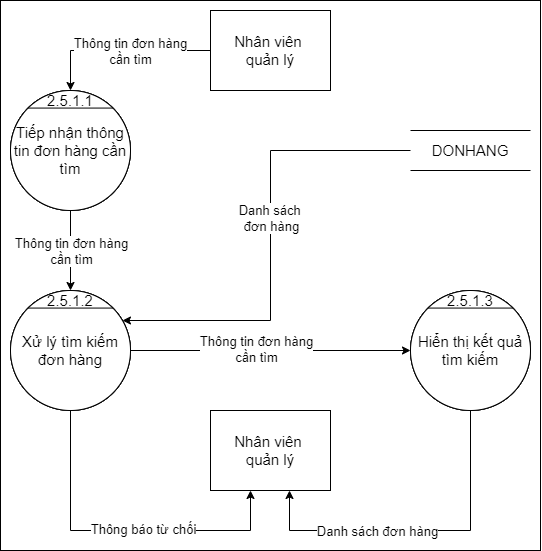 Thông tin đơn hàng
cần tìm
Nhân viên
quản lý
2.5.1.1
Tiếp nhận thông
tin đơn hàng cần
tìm
DONHANG
Danh sách
đơn hàng
Thông tin đơn hàng
cần tìm
2.5.1.2
Xử lý tìm kiếm
đơn hàng
Thông tin đơn hàng
cần tìm
2.5.1.3
Hiển thị kết quả
tìm kiếm
Nhân viên
quản lý
Thông báo từ chối
Danh sách đơn hàng